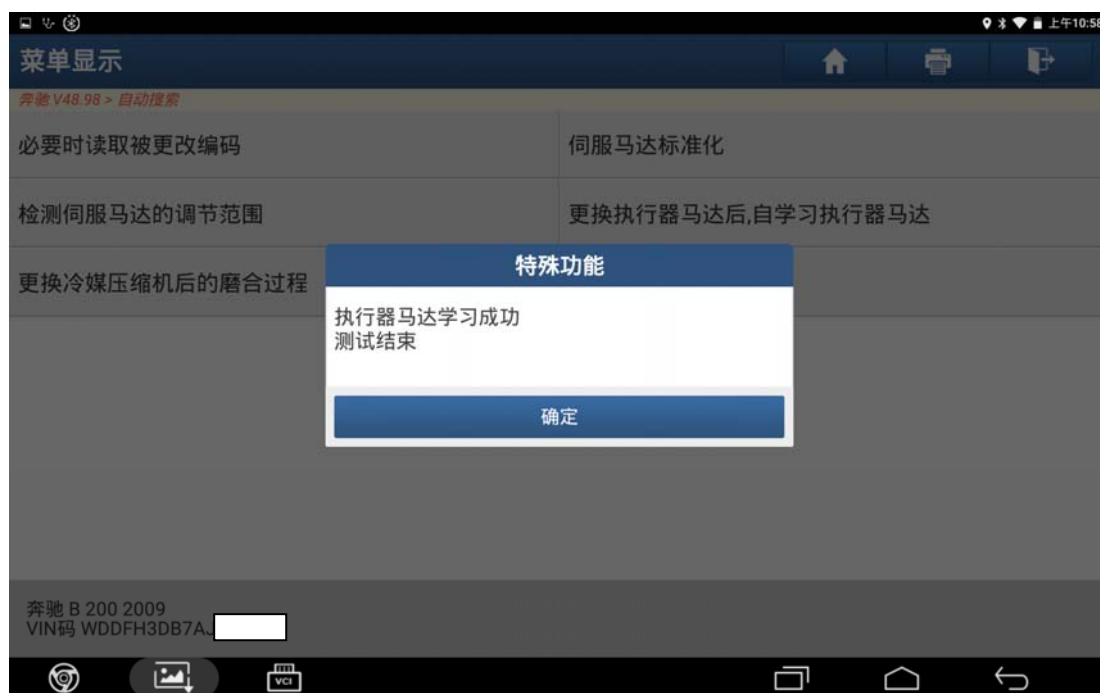 上午10:58
菜单显示
奔驰 V48.98 > 自动搜索
必要时读取被更改编码
伺服马达标准化
检测伺服马达的调节范围
更换执行器马达后,自学习执行器马达
更换冷媒压缩机后的磨合过程
特殊功能
执行器马达学习成功
测试结束
确定
奔驰 B 200 2009
VIN码 WDDFH3DB7AJ
VCI